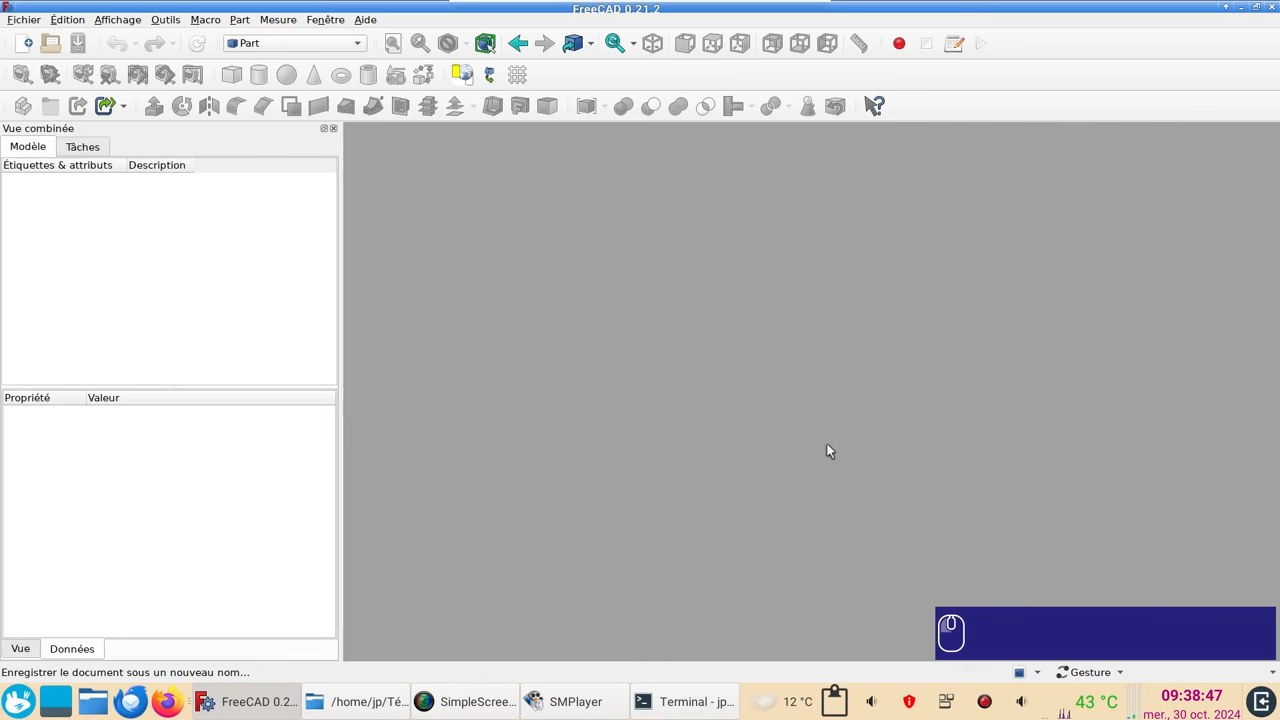 FreeCAD 0.21.2
Fichier Édition Affichage Outils Macro Part Mesure Fenêtre Aide
Part
Vue combinée
Modèle Tâches
Étiquettes & attributs Description
Propriété Valeur
Vue Données
Enregistrer le document sous un nouveau nom...
Gesture
FreeCAD 0.2... /home/jp/Té... SimpleScree... SMPlayer Terminal - jp... 12 °C 43 °C 09:38:47
mer., 30 oct. 2024